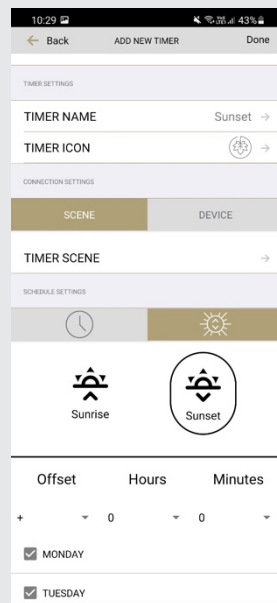 10:29 43%
Back ADD NEW TIMER Done
TIMER SETTINGS
TIMER NAME Sunset
TIMER ICON
CONNECTION SETTINGS
SCENE DEVICE
TIMER SCENE
SCHEDULE SETTINGS
Sunrise Sunset
Offset Hours Minutes
+ 0 0
MONDAY
TUESDAY